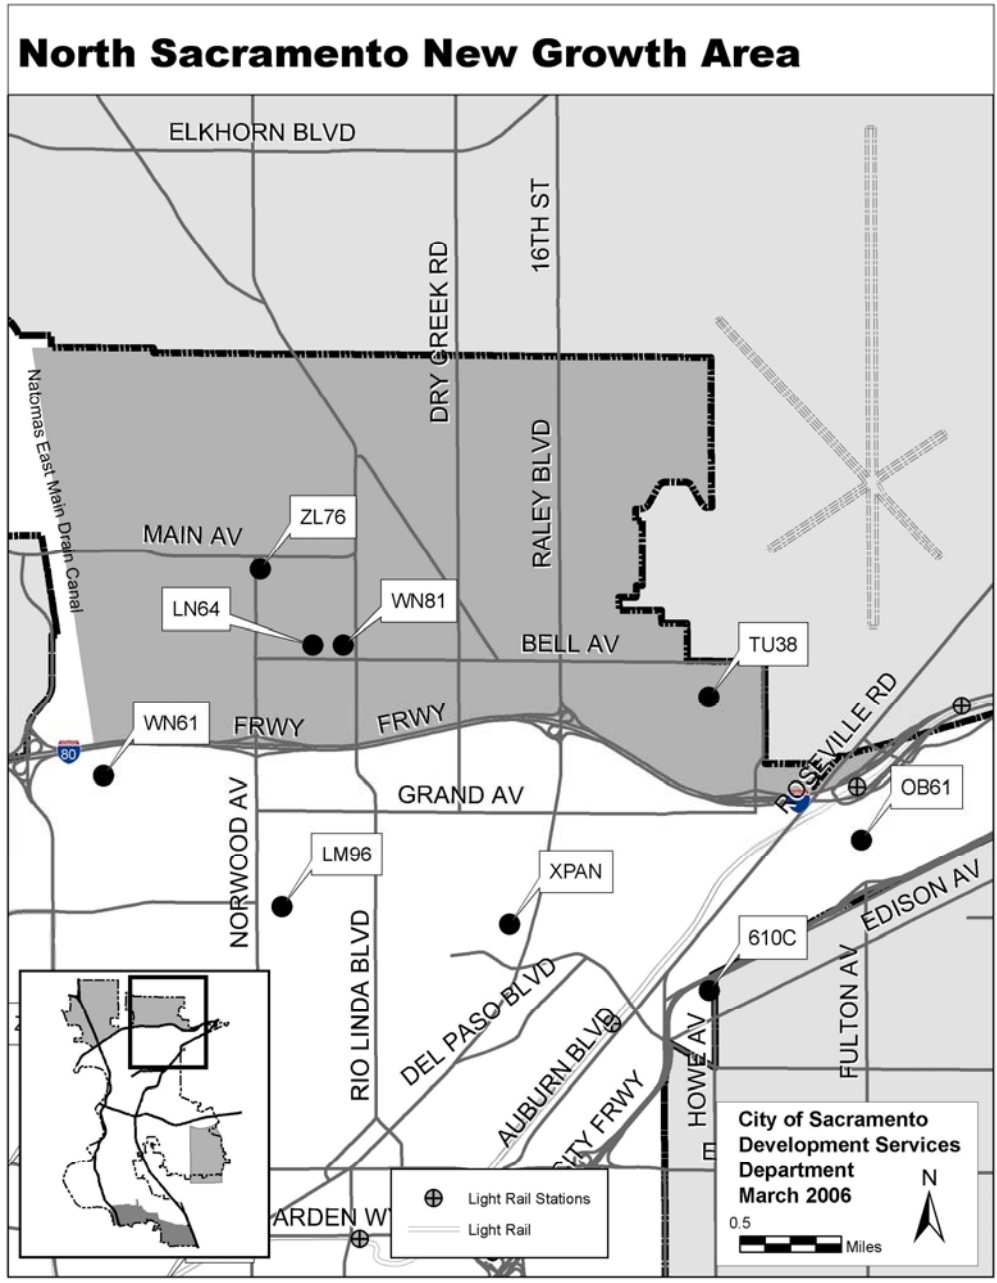 North Sacramento New Growth Area
ELKHORN BLVD
16TH ST
DRY CREEK RD
Natomas East Main Drain Canal
RALEY BLVD
ZL76
MAIN AV
LN64
WN81
BELL AV
TU38
WN61
FRWY
FRWY
80
ROSEVILLE RD
GRAND AV
OB61
NORWOOD AV
LM96
XPAN
EDISON AV
610C
RIO LINDA BLVD
DEL PASO BLVD
FULTON AV
AUBURN BLVD
HOWE AV
CITY FRWY
E
ARDEN WY
Light Rail Stations
Light Rail
City of Sacramento
Development Services
Department
March 2006
N
0.5
Miles